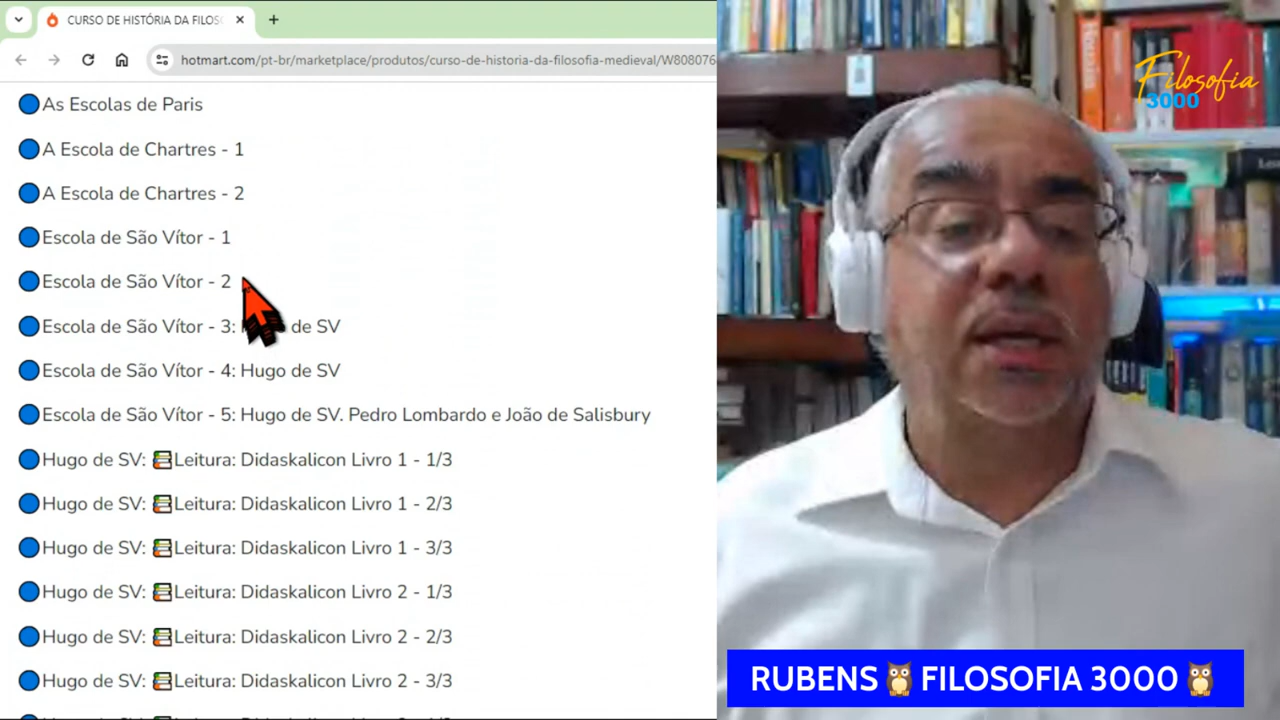 CURSO DE HISTÓRIA DA FILOS
hotmart.com/pt-br/marketplace/produtos/curso-de-historia-da-filosofia-medieval/W808076
As Escolas de Paris
A Escola de Chartres - 1
A Escola de Chartres - 2
Escola de São Vítor - 1
Escola de São Vítor - 2
Escola de São Vítor - 3: de SV
Escola de São Vítor - 4: Hugo de SV
Escola de São Vítor - 5: Hugo de SV. Pedro Lombardo e João de Salisbury
Hugo de SV: 📚Leitura: Didaskalicon Livro 1 - 1/3
Hugo de SV: 📚Leitura: Didaskalicon Livro 1 - 2/3
Hugo de SV: 📚Leitura: Didaskalicon Livro 1 - 3/3
Hugo de SV: 📚Leitura: Didaskalicon Livro 2 - 1/3
Hugo de SV: 📚Leitura: Didaskalicon Livro 2 - 2/3
Hugo de SV: 📚Leitura: Didaskalicon Livro 2 - 3/3
Filosofia
3000
RUBENS🦉FILOSOFIA 3000🦉